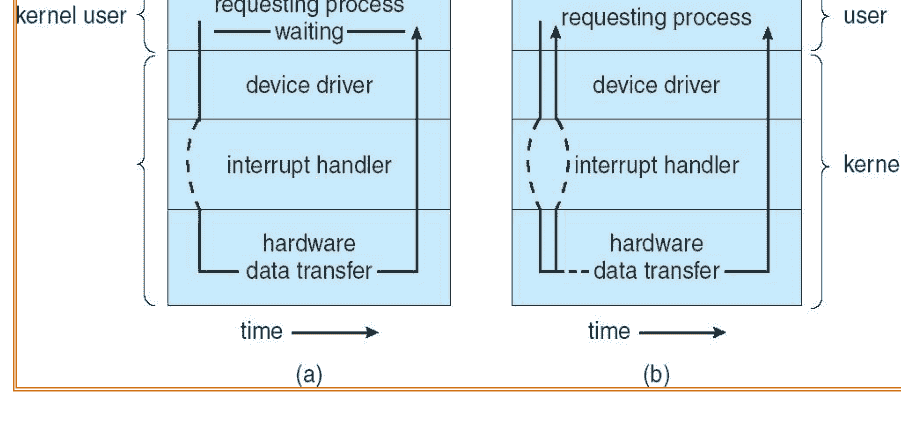 kernel user
requesting process
waiting
device driver
interrupt handler
hardware
data transfer
time
(a)
requesting process
user
device driver
interrupt handler
kerne
hardware
data transfer
time
(b)